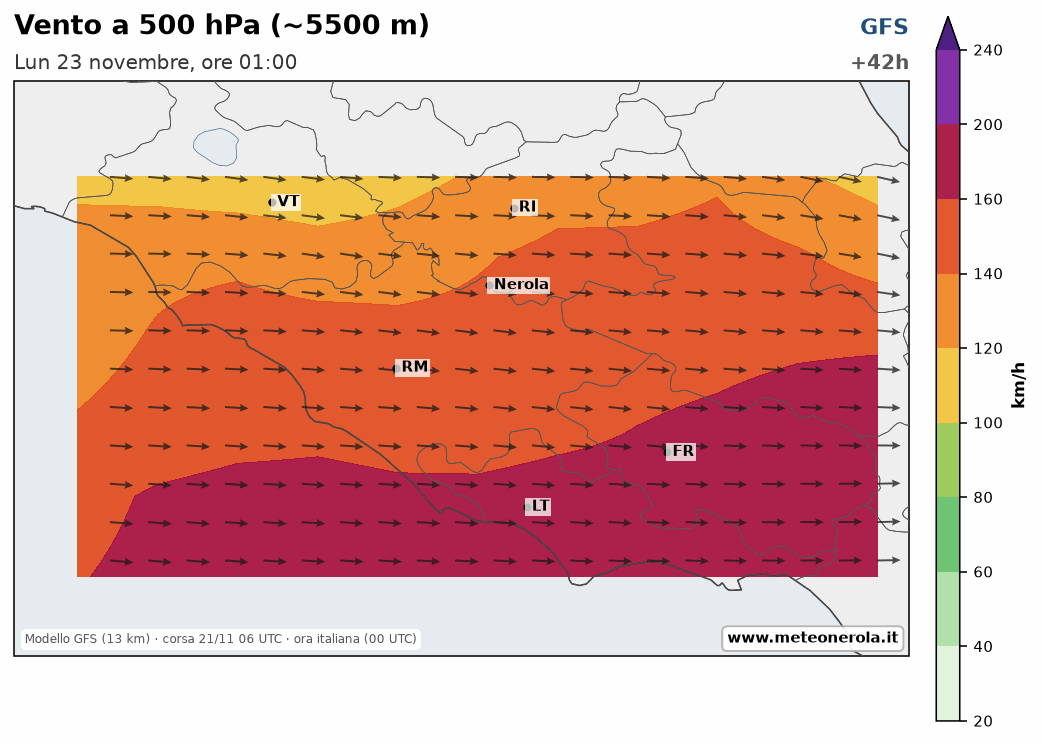 Vento a 500 hPa (~5500 m)
GFS
Lun 23 novembre, ore 01:00
+42h
VT
RI
Nerola
RM
FR
LT
240
200
160
140
120
100
80
60
40
20
km/h
Modello GFS (13 km) · corsa 21/11 06 UTC · ora italiana (00 UTC)
www.meteonerola.it